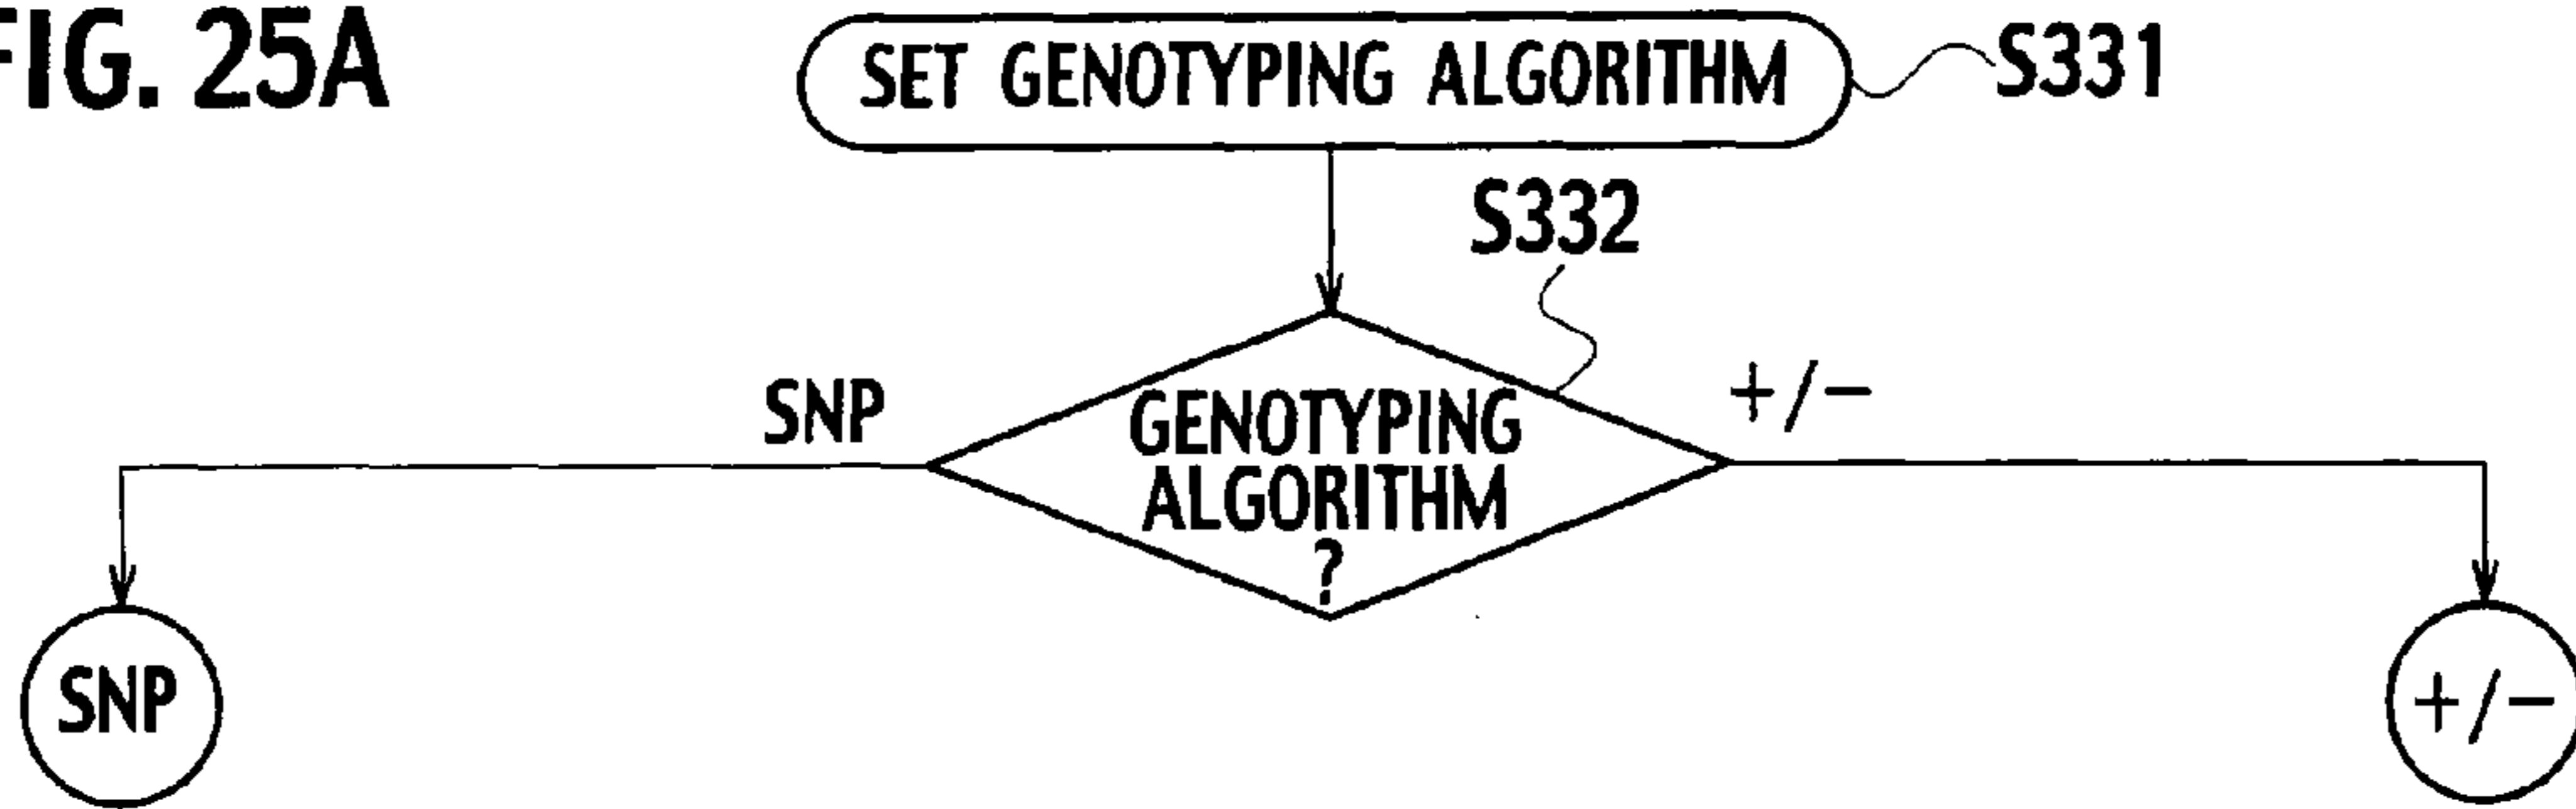 FIG. 25A
SET GENOTYPING ALGORITHM
S331
S332
SNP
GENOTYPING
ALGORITHM
?
+/−
SNP
+/−